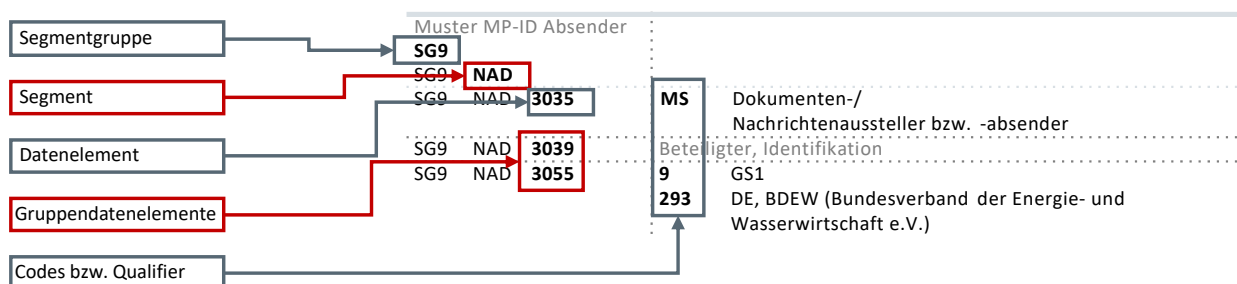 Muster MP-ID Absender
Segmentgruppe
SG9
SG9 NAD
Segment
SG9 NAD 3035 MS Dokumenten-/
Nachrichtenaussteller bzw. -absender
Datenelement
SG9 NAD 3039 Beteiligter, Identifikation
SG9 NAD 3055 9 GS1
293 DE, BDEW (Bundesverband der Energie- und
Wasserwirtschaft e.V.)
Gruppendatenelemente
Codes bzw. Qualifier